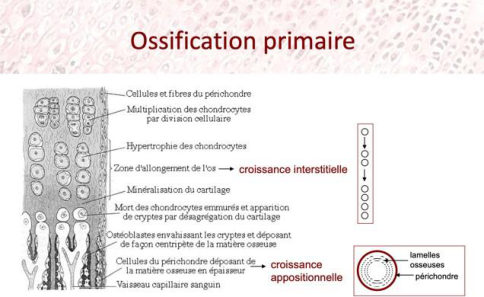 Ossification primaire
Cellules et fibres du périchondre
Multiplication des chondrocytes
par division cellulaire
Hypertrophie des chondrocytes
Zone d'allongement de l'os
croissance interstitielle
Minéralisation du cartilage
Mort des chondrocytes emmurés et apparition
de cryptes par désagrégation du cartilage
Ostéoblastes envahissant les cryptes et déposant
de façon centripète de la matière osseuse
Cellules du périchondre déposant de
la matière osseuse en épaisseur
croissance
appositionnelle
Vaisseau capillaire sanguin
lamelles
osseuses
périchondre